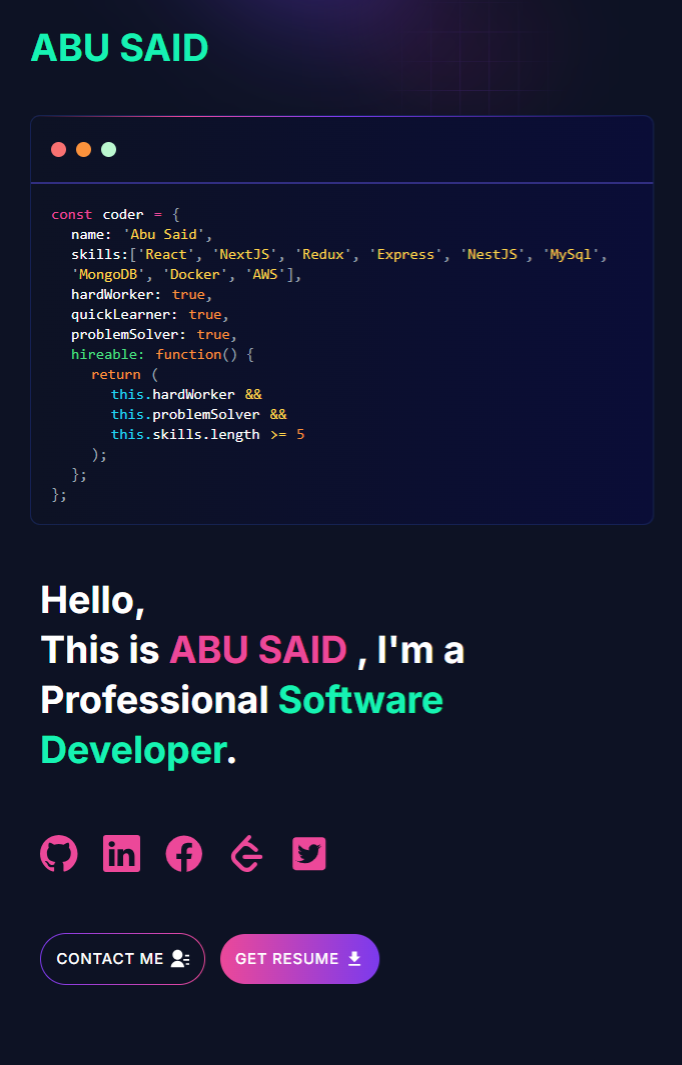 ABU SAID
const coder = {
name: 'Abu Said',
skills:['React', 'NextJS', 'Redux', 'Express', 'NestJS', 'MySql',
'MongoDB', 'Docker', 'AWS'],
hardWorker: true,
quickLearner: true,
problemSolver: true,
hireable: function() {
return (
this.hardWorker &&
this.problemSolver &&
this.skills.length >= 5
);
};
};
Hello,
This is ABU SAID , I'm a
Professional Software
Developer.
CONTACT ME
GET RESUME